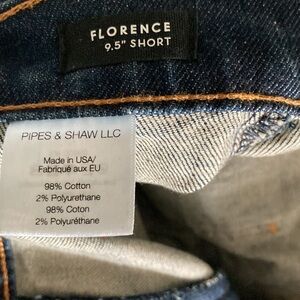 FLORENCE
9.5" SHORT
PIPES & SHAW LLC
Made in USA/
Fabriqué aux EU
98% Cotton
2% Polyurethane
98% Coton
2% Polyuréthane